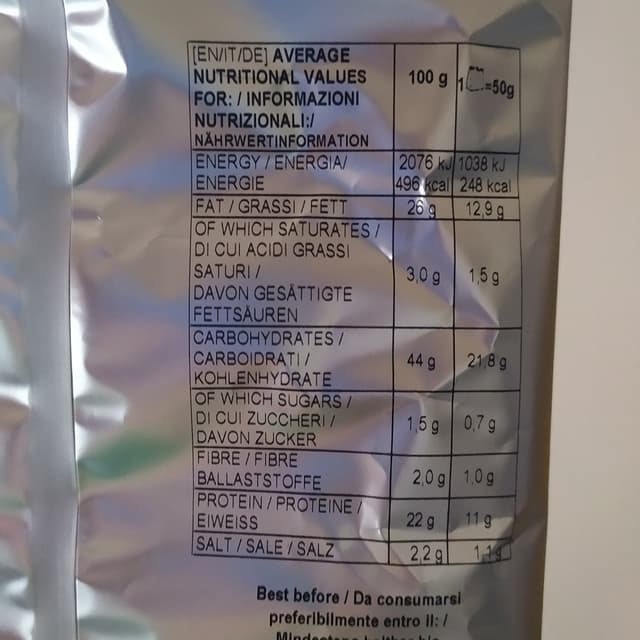 [EN/IT/DE] AVERAGE
NUTRITIONAL VALUES 100 g 1 =50g
FOR: / INFORMAZIONI
NUTRIZIONALI:/
NÄHRWERTINFORMATION
ENERGY / ENERGIA/ 2076 kJ 1038 kJ
ENERGIE 496 kcal 248 kcal
FAT / GRASSI / FETT 26 g 12,9 g
OF WHICH SATURATES /
DI CUI ACIDI GRASSI
SATURI / 3,0 g 1,5 g
DAVON GESÄTTIGTE
FETTSÄUREN
CARBOHYDRATES /
CARBOIDRATI / 44 g 21,8 g
KOHLENHYDRATE
OF WHICH SUGARS /
DI CUI ZUCCHERI / 1,5 g 0,7 g
DAVON ZUCKER
FIBRE / FIBRE
BALLASTSTOFFE 2,0 g 1,0 g
PROTEIN / PROTEINE /
EIWEISS 22 g 11 g
SALT / SALE / SALZ 2,2 g 1,1 g
Best before / Da consumarsi
preferibilmente entro il: /